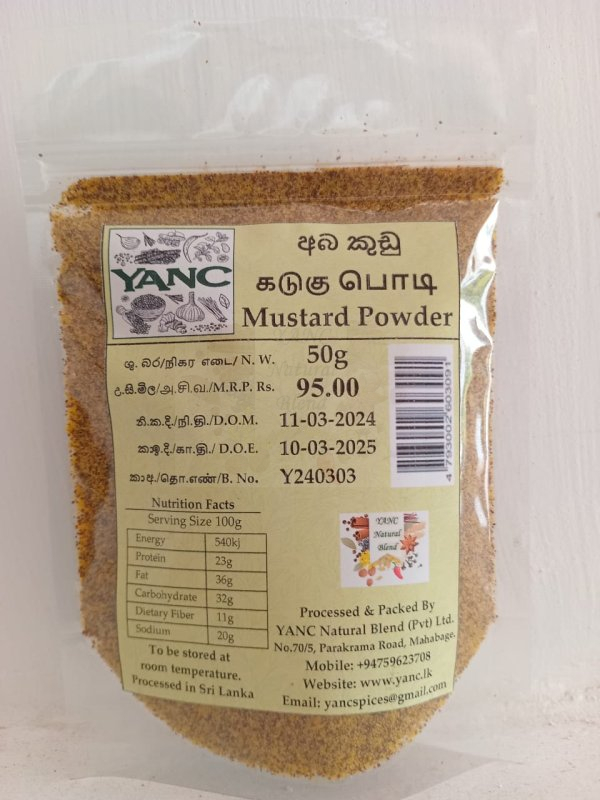 YANC
අබ කුඩු
கடுகு பொடி
Mustard Powder
ශු. බර/நிகர எடை/ N. W. 50g
උ.සි.මිල/அ.சி.வ./M.R.P. Rs. 95.00
නි.ක.දි./நி.தி./D.O.M. 11-03-2024
කාඉ.දි./கா.தி./ D.O.E. 10-03-2025
කාඅ./தொ.எண்/B. No. Y240303
4 793002 603091
Nutrition Facts
Serving Size 100g
Energy 540kj
Protein 23g
Fat 36g
Carbohydrate 32g
Dietary Fiber 11g
Sodium 20g
To be stored at
room temperature.
Processed in Sri Lanka
YANC
Natural
Blend
Processed & Packed By
YANC Natural Blend (Pvt) Ltd.
No.70/5, Parakrama Road, Mahabage.
Mobile: +94759623708
Website: www.yanc.lk
Email: yancspices@gmail.com